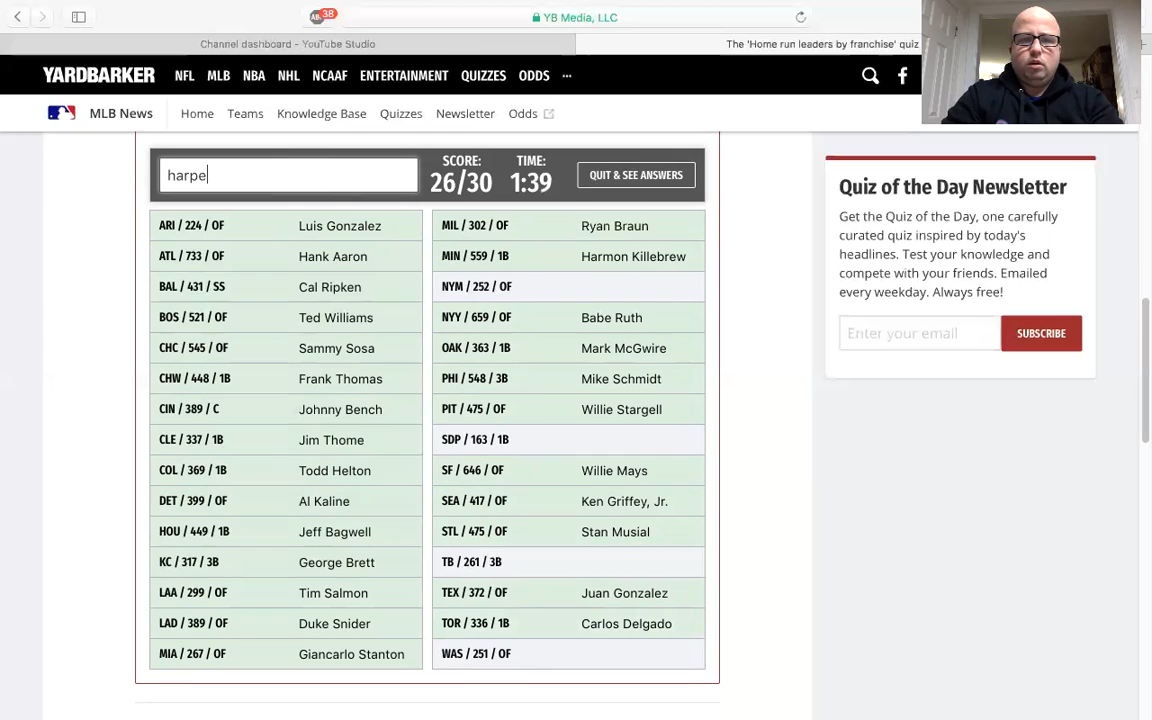 38
YB Media, LLC
Channel dashboard - YouTube Studio
The 'Home run leaders by franchise' quiz
YARDBARKER NFL MLB NBA NHL NCAAF ENTERTAINMENT QUIZZES ODDS ...
MLB News Home Teams Knowledge Base Quizzes Newsletter Odds
harpe
SCORE: 26/30
TIME: 1:39
QUIT & SEE ANSWERS
ARI / 224 / OF Luis Gonzalez
ATL / 733 / OF Hank Aaron
BAL / 431 / SS Cal Ripken
BOS / 521 / OF Ted Williams
CHC / 545 / OF Sammy Sosa
CHW / 448 / 1B Frank Thomas
CIN / 389 / C Johnny Bench
CLE / 337 / 1B Jim Thome
COL / 369 / 1B Todd Helton
DET / 399 / OF Al Kaline
HOU / 449 / 1B Jeff Bagwell
KC / 317 / 3B George Brett
LAA / 299 / OF Tim Salmon
LAD / 389 / OF Duke Snider
MIA / 267 / OF Giancarlo Stanton
MIL / 302 / OF Ryan Braun
MIN / 559 / 1B Harmon Killebrew
NYM / 252 / OF
NYY / 659 / OF Babe Ruth
OAK / 363 / 1B Mark McGwire
PHI / 548 / 3B Mike Schmidt
PIT / 475 / OF Willie Stargell
SDP / 163 / 1B
SF / 646 / OF Willie Mays
SEA / 417 / OF Ken Griffey, Jr.
STL / 475 / OF Stan Musial
TB / 261 / 3B
TEX / 372 / OF Juan Gonzalez
TOR / 336 / 1B Carlos Delgado
WAS / 251 / OF
Quiz of the Day Newsletter
Get the Quiz of the Day, one carefully
curated quiz inspired by today's
headlines. Test your knowledge and
compete with your friends. Emailed
every weekday. Always free!
Enter your email SUBSCRIBE